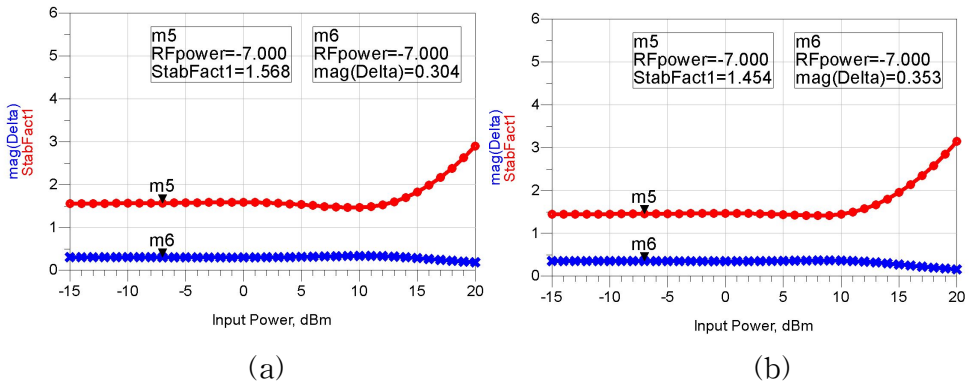 m5
RFpower=-7.000
StabFact1=1.568
m6
RFpower=-7.000
mag(Delta)=0.304
mag(Delta)
StabFact1
6
5
4
3
2
1
0
m5
m6
-15
-10
-5
0
5
10
15
20
Input Power, dBm
(a)
m5
RFpower=-7.000
StabFact1=1.454
m6
RFpower=-7.000
mag(Delta)=0.353
mag(Delta)
StabFact1
6
5
4
3
2
1
0
m5
m6
-15
-10
-5
0
5
10
15
20
Input Power, dBm
(b)